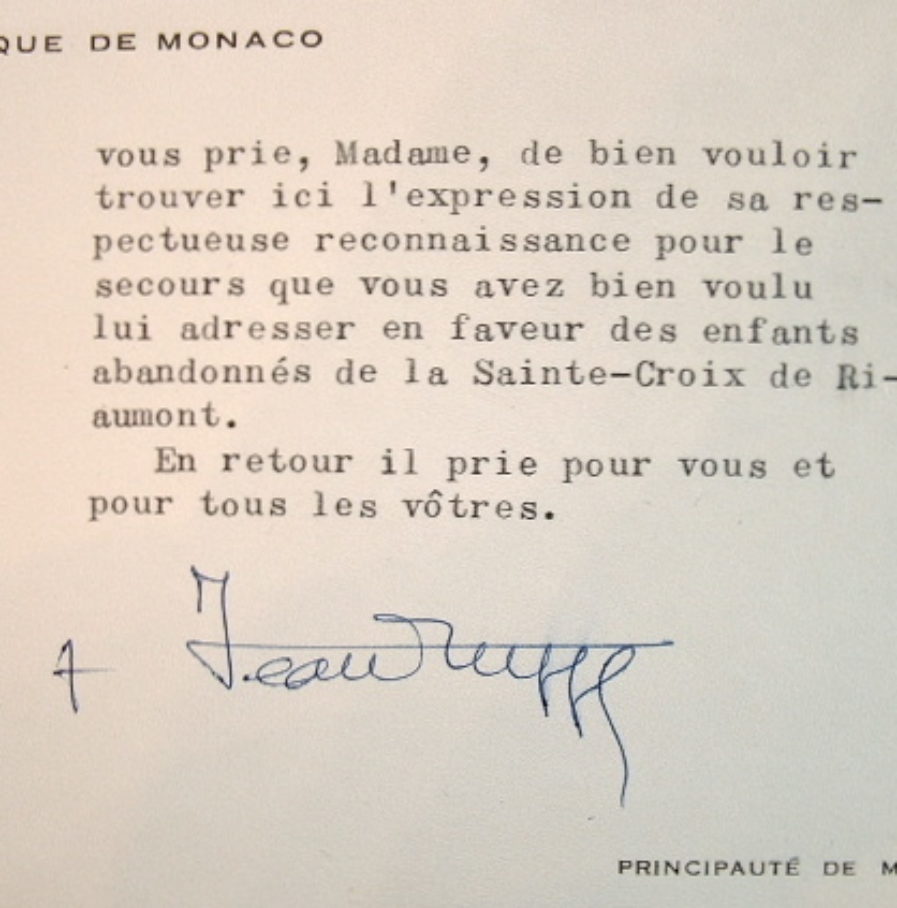 QUE DE MONACO
vous prie, Madame, de bien vouloir
trouver ici l'expression de sa res-
pectueuse reconnaissance pour le
secours que vous avez bien voulu
lui adresser en faveur des enfants
abandonnés de la Sainte-Croix de Ri-
aumont.
En retour il prie pour vous et
pour tous les vôtres.
+ Jean Rupp
PRINCIPAUTÉ DE M